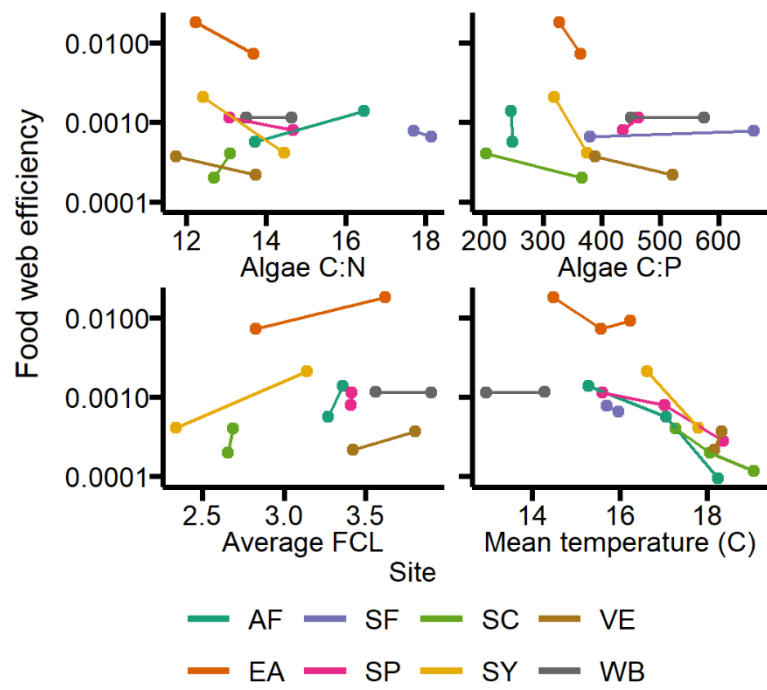 Food web efficiency
0.0100
0.0010
0.0001
12 14 16 18
Algae C:N
200 300 400 500 600
Algae C:P
0.0100
0.0010
0.0001
2.5 3.0 3.5
Average FCL
14 16 18
Mean temperature (C)
Site
AF SF SC VE
EA SP SY WB